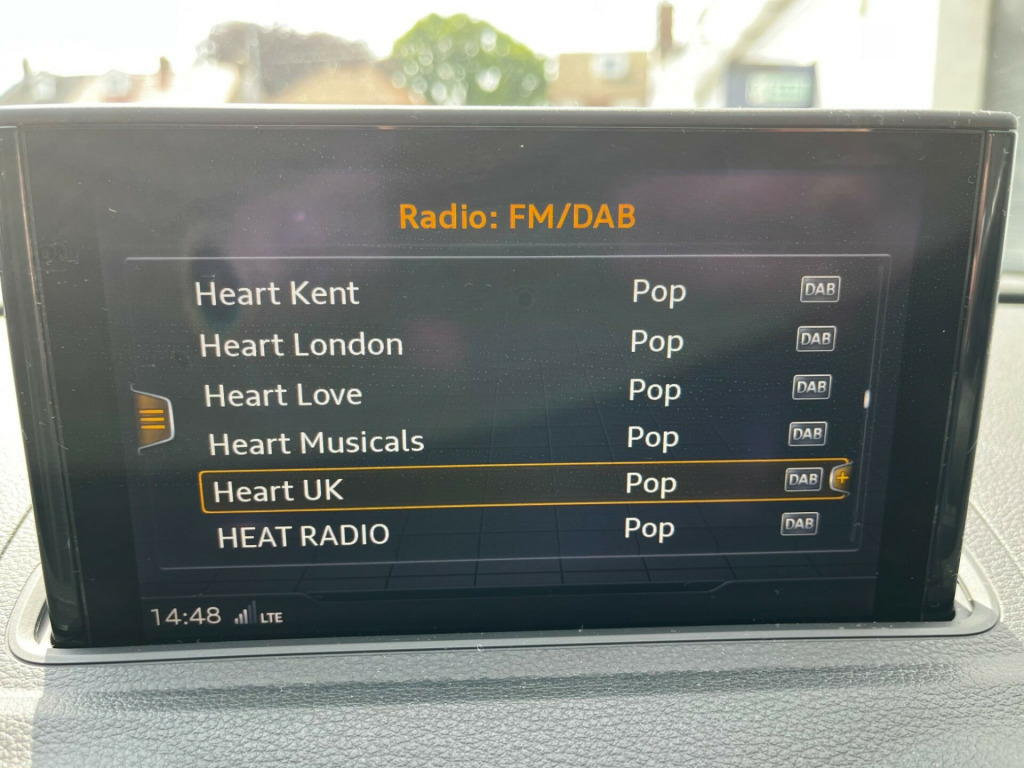 Radio: FM/DAB
Heart Kent Pop DAB
Heart London Pop DAB
Heart Love Pop DAB
Heart Musicals Pop DAB
Heart UK Pop DAB +
HEAT RADIO Pop DAB
14:48 LTE